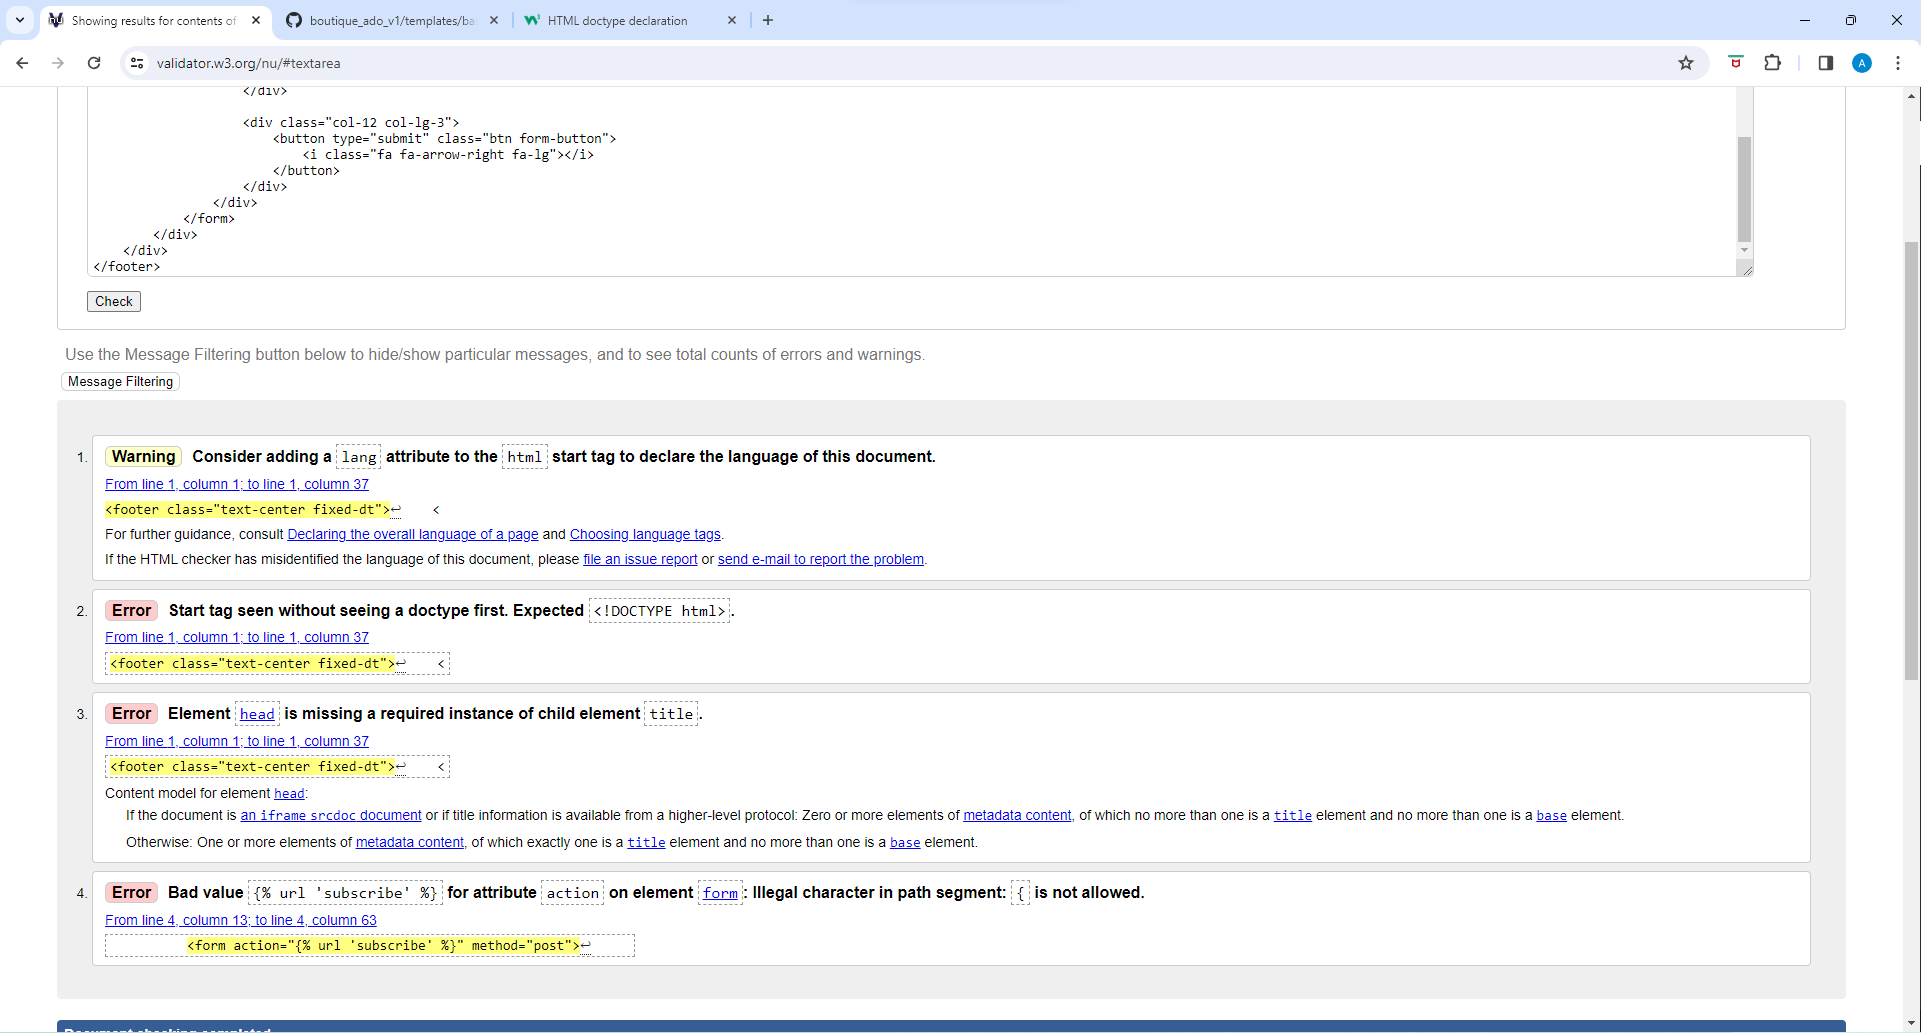 Showing results for contents of
boutique_ado_v1/templates/ba
HTML doctype declaration
validator.w3.org/nu/#textarea
A
</div>
<div class="col-12 col-lg-3">
<button type="submit" class="btn form-button">
<i class="fa fa-arrow-right fa-lg"></i>
</button>
</div>
</div>
</form>
</div>
</div>
</footer>
Check
Use the Message Filtering button below to hide/show particular messages, and to see total counts of errors and warnings.
Message Filtering
1. Warning Consider adding a lang attribute to the html start tag to declare the language of this document.
From line 1, column 1; to line 1, column 37
<footer class="text-center fixed-dt">↩ <
For further guidance, consult Declaring the overall language of a page and Choosing language tags.
If the HTML checker has misidentified the language of this document, please file an issue report or send e-mail to report the problem.
2. Error Start tag seen without seeing a doctype first. Expected <!DOCTYPE html>.
From line 1, column 1; to line 1, column 37
<footer class="text-center fixed-dt">↩ <
3. Error Element head is missing a required instance of child element title.
From line 1, column 1; to line 1, column 37
<footer class="text-center fixed-dt">↩ <
Content model for element head:
If the document is an iframe srcdoc document or if title information is available from a higher-level protocol: Zero or more elements of metadata content, of which no more than one is a title element and no more than one is a base element.
Otherwise: One or more elements of metadata content, of which exactly one is a title element and no more than one is a base element.
4. Error Bad value {% url 'subscribe' %} for attribute action on element form: Illegal character in path segment: { is not allowed.
From line 4, column 13; to line 4, column 63
<form action="{% url 'subscribe' %}" method="post">↩
Document checking completed